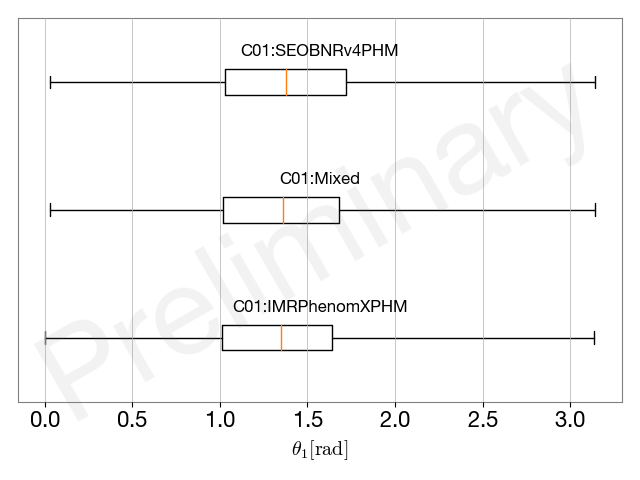 C01:SEOBNRv4PHM
C01:Mixed
C01:IMRPhenomXPHM
Preliminary
0.0 0.5 1.0 1.5 2.0 2.5 3.0
θ₁[rad]